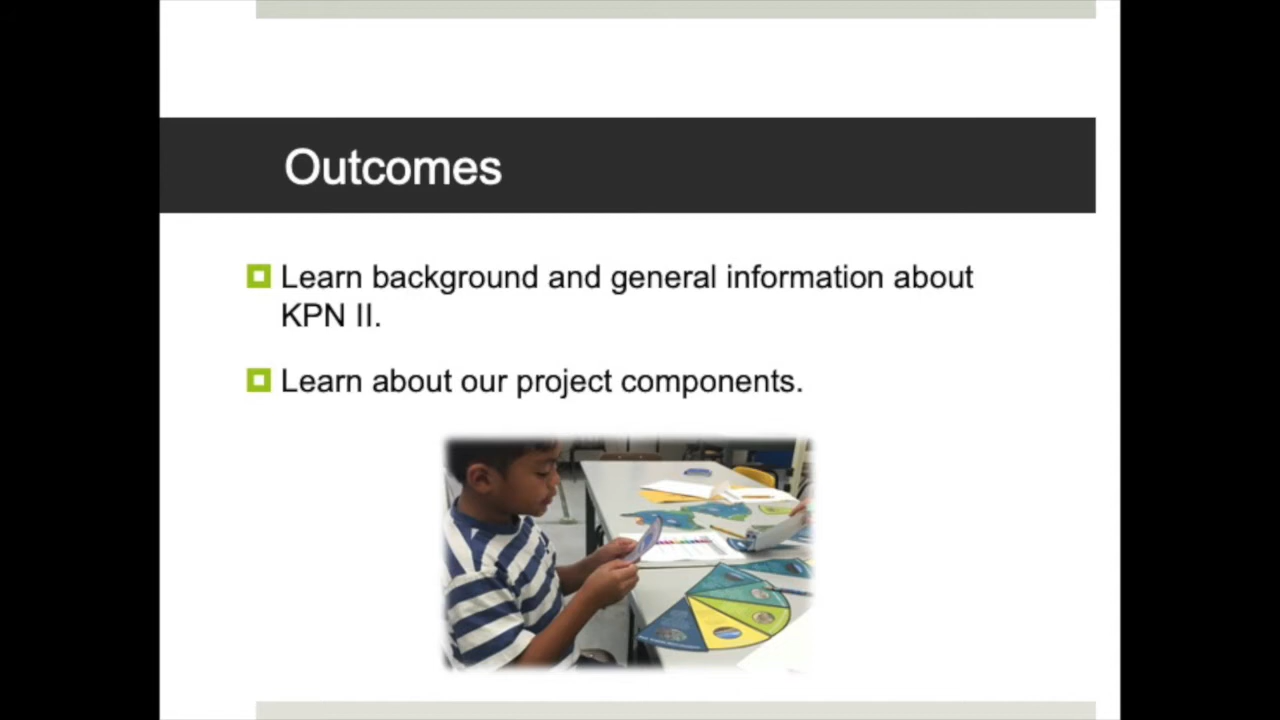 Outcomes
Learn background and general information about
KPN II.
Learn about our project components.